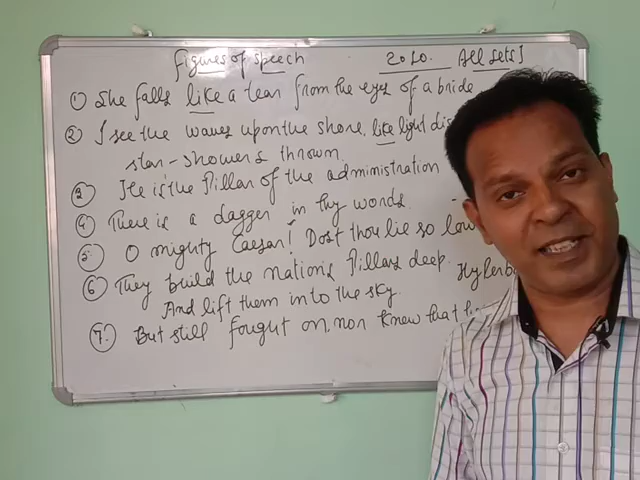 figures of speech 2010. All sets]
① She falls like a tear from the eyes of a bride
② I see the waves upon the shore, like light dis
star-showers thrown.
③ He is the Pillar of the administration
④ There is a dagger in thy words.
⑤ O mighty Caesar! Dost thou lie so low
⑥ They build the nation's Pillars deep.
And lift them into the sky. Hyperb
⑦ But still fought on, nor knew that